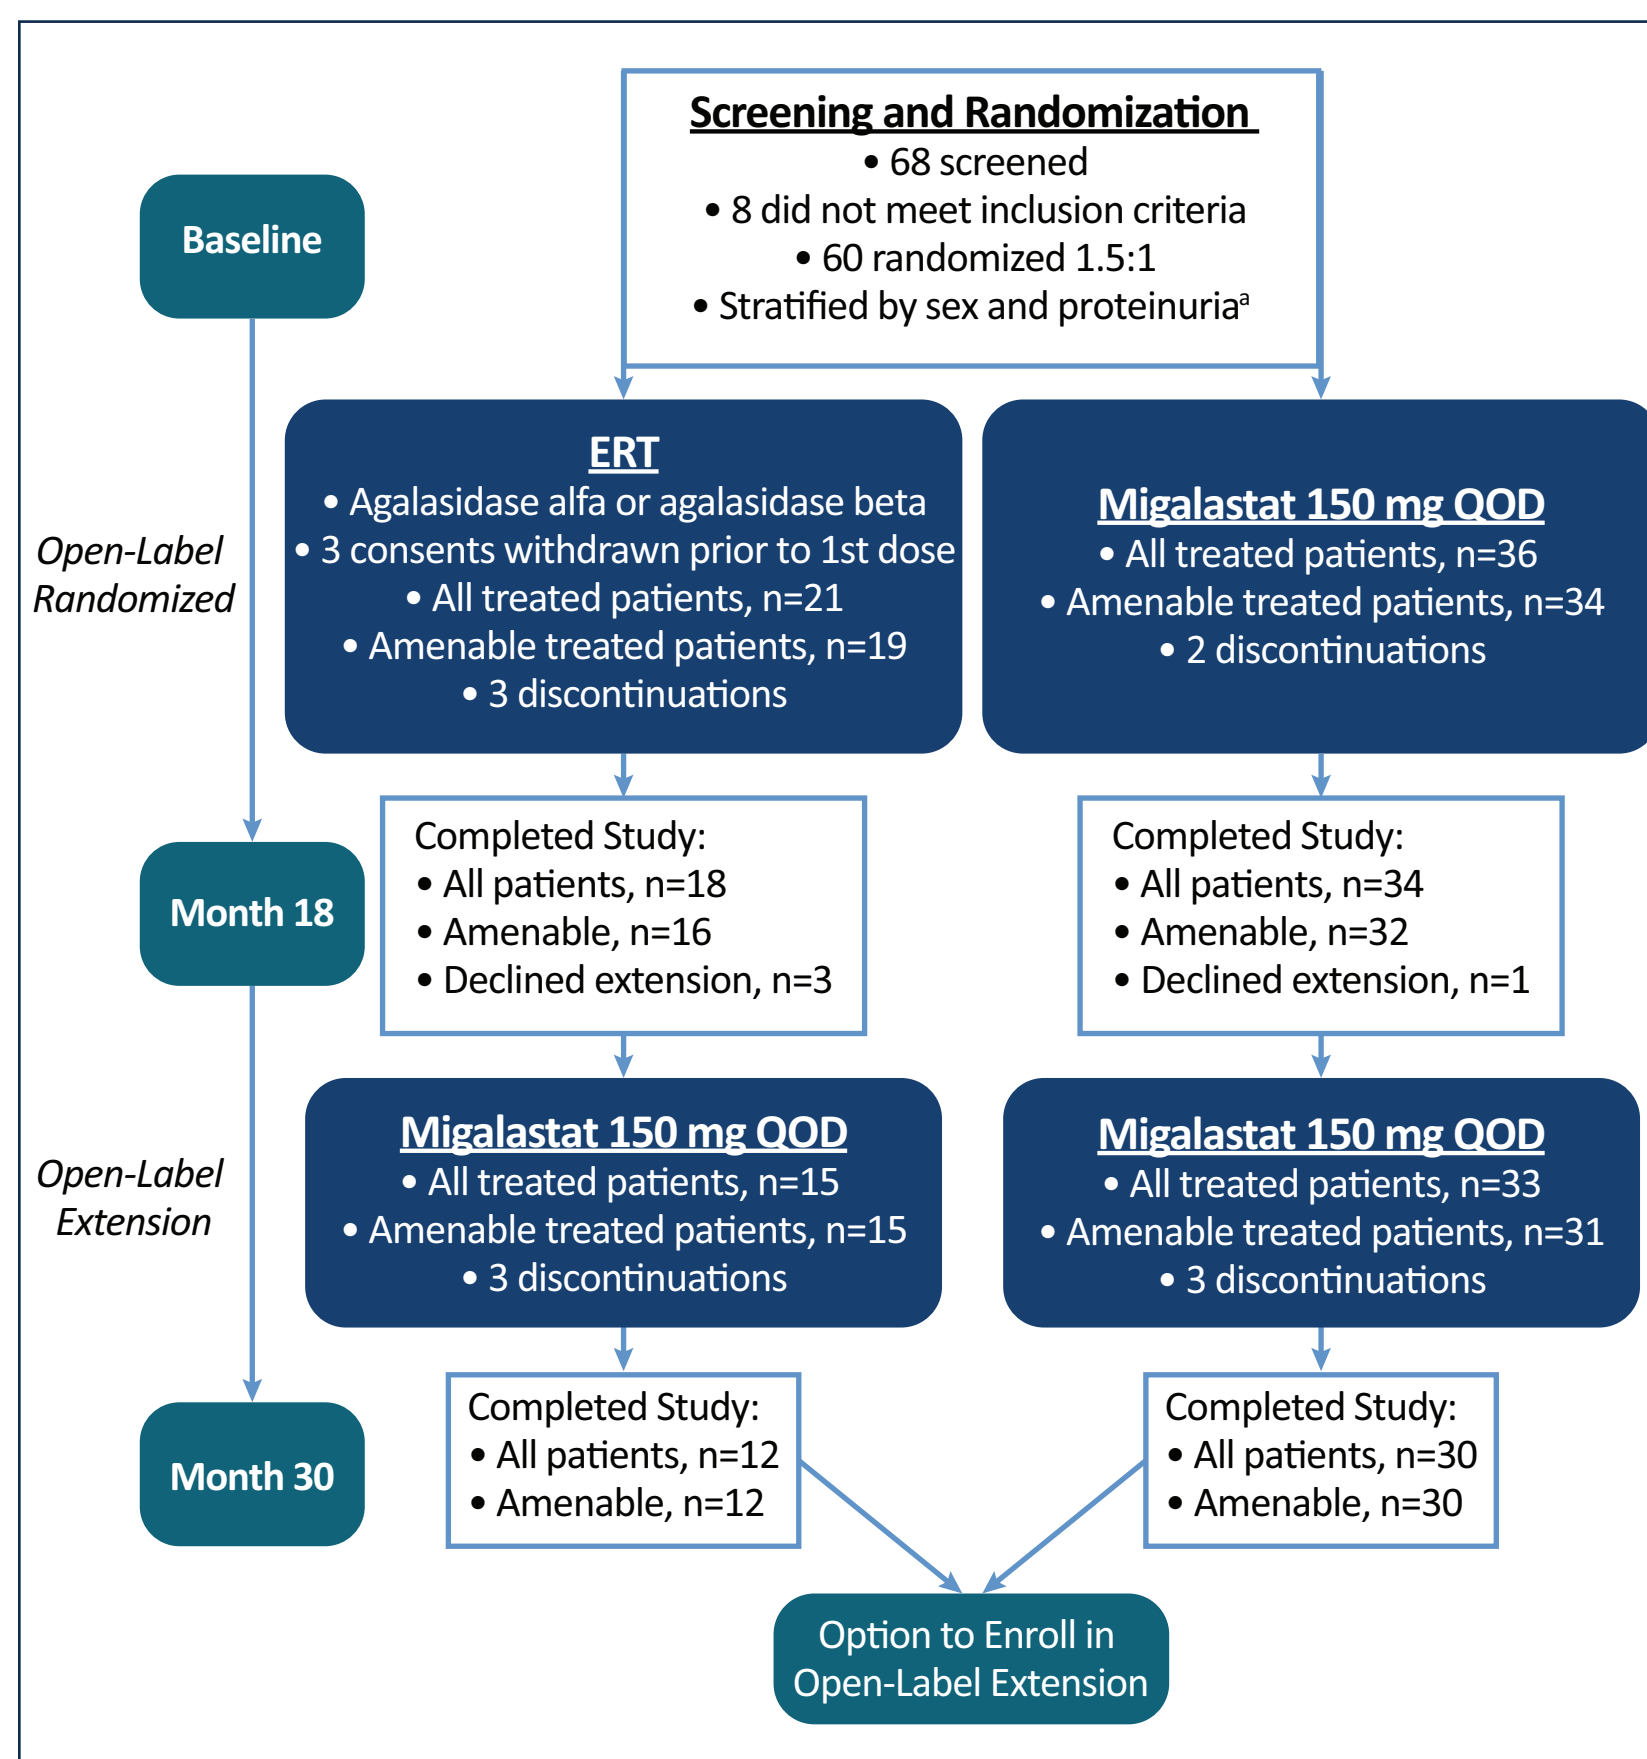 Screening and Randomization
• 68 screened
• 8 did not meet inclusion criteria
• 60 randomized 1.5:1
• Stratified by sex and proteinuriaᵃ
Baseline
Open-Label
Randomized
ERT
• Agalasidase alfa or agalasidase beta
• 3 consents withdrawn prior to 1st dose
• All treated patients, n=21
• Amenable treated patients, n=19
• 3 discontinuations
Migalastat 150 mg QOD
• All treated patients, n=36
• Amenable treated patients, n=34
• 2 discontinuations
Month 18
Completed Study:
• All patients, n=18
• Amenable, n=16
• Declined extension, n=3
Completed Study:
• All patients, n=34
• Amenable, n=32
• Declined extension, n=1
Open-Label
Extension
Migalastat 150 mg QOD
• All treated patients, n=15
• Amenable treated patients, n=15
• 3 discontinuations
Migalastat 150 mg QOD
• All treated patients, n=33
• Amenable treated patients, n=31
• 3 discontinuations
Month 30
Completed Study:
• All patients, n=12
• Amenable, n=12
Completed Study:
• All patients, n=30
• Amenable, n=30
Option to Enroll in
Open-Label Extension